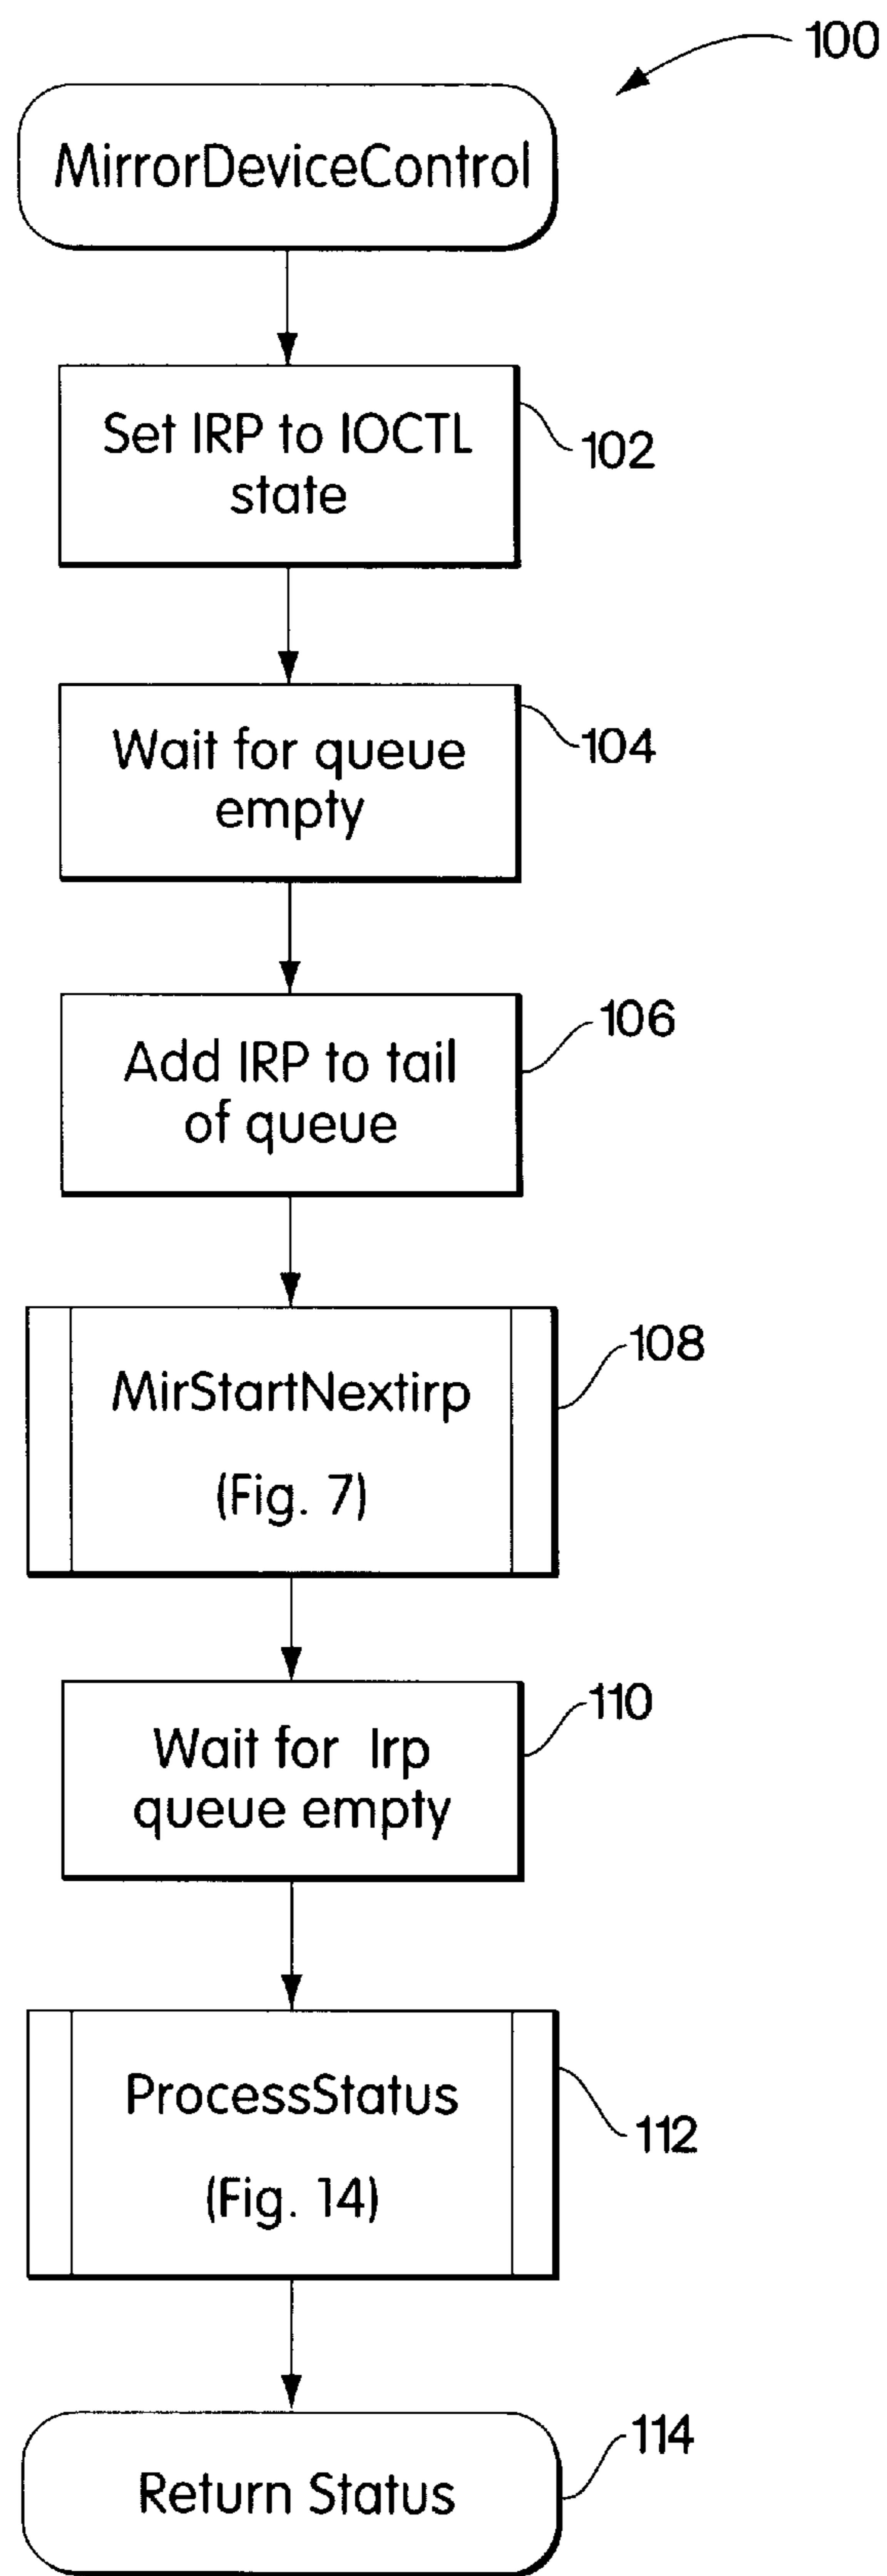 100
MirrorDeviceControl
Set IRP to IOCTL
state
102
Wait for queue
empty
104
Add IRP to tail
of queue
106
MirStartNextirp
(Fig. 7)
108
Wait for Irp
queue empty
110
ProcessStatus
(Fig. 14)
112
Return Status
114